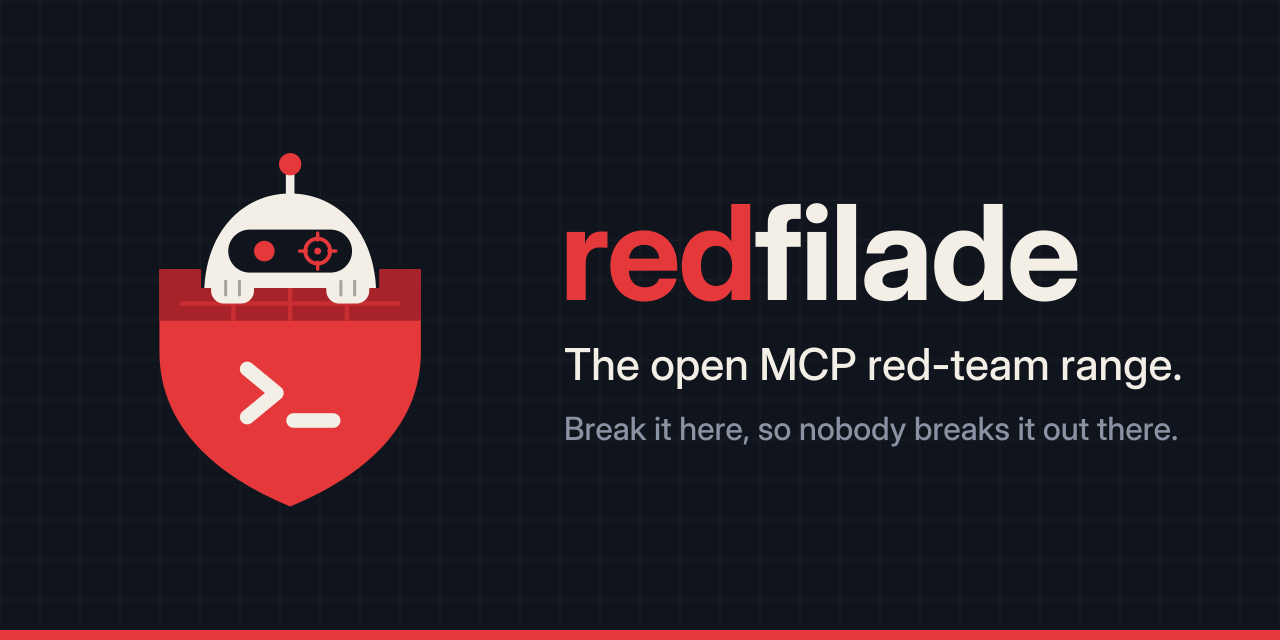 >_
redfilade
The open MCP red-team range.
Break it here, so nobody breaks it out there.